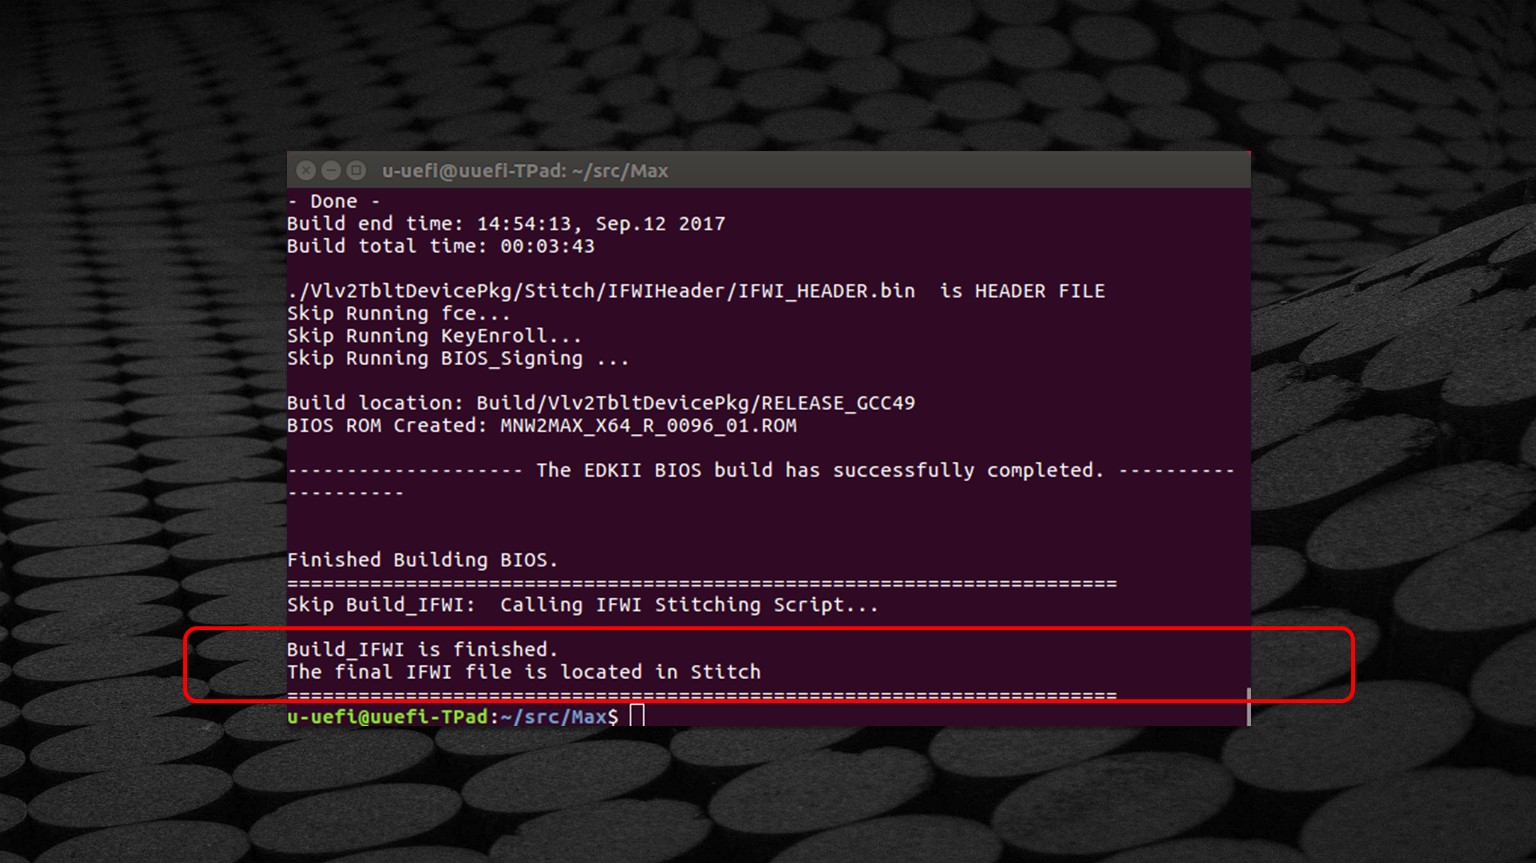 u-uefi@uuefi-TPad: ~/src/Max
- Done -
Build end time: 14:54:13, Sep.12 2017
Build total time: 00:03:43
./Vlv2TbltDevicePkg/Stitch/IFWIHeader/IFWI_HEADER.bin  is HEADER FILE
Skip Running fce...
Skip Running KeyEnroll...
Skip Running BIOS_Signing ...
Build location: Build/Vlv2TbltDevicePkg/RELEASE_GCC49
BIOS ROM Created: MNW2MAX_X64_R_0096_01.ROM
-------------------- The EDKII BIOS build has successfully completed. ----------
----------
Finished Building BIOS.
======================================================================
Skip Build_IFWI:  Calling IFWI Stitching Script...
Build_IFWI is finished.
The final IFWI file is located in Stitch
======================================================================
u-uefi@uuefi-TPad:~/src/Max$